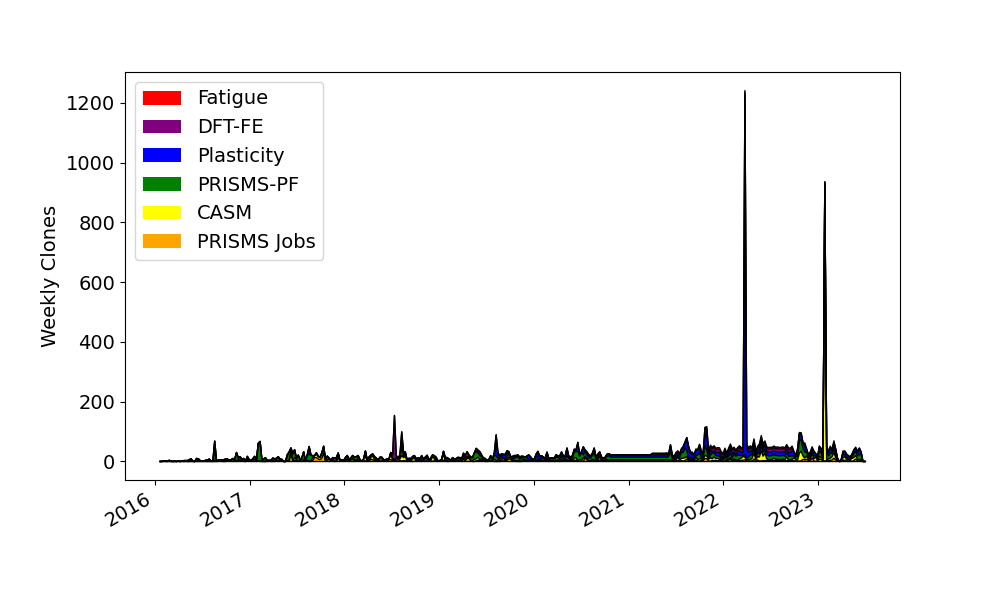 Fatigue
DFT-FE
Plasticity
PRISMS-PF
CASM
PRISMS Jobs
Weekly Clones
1200
1000
800
600
400
200
0
2016
2017
2018
2019
2020
2021
2022
2023